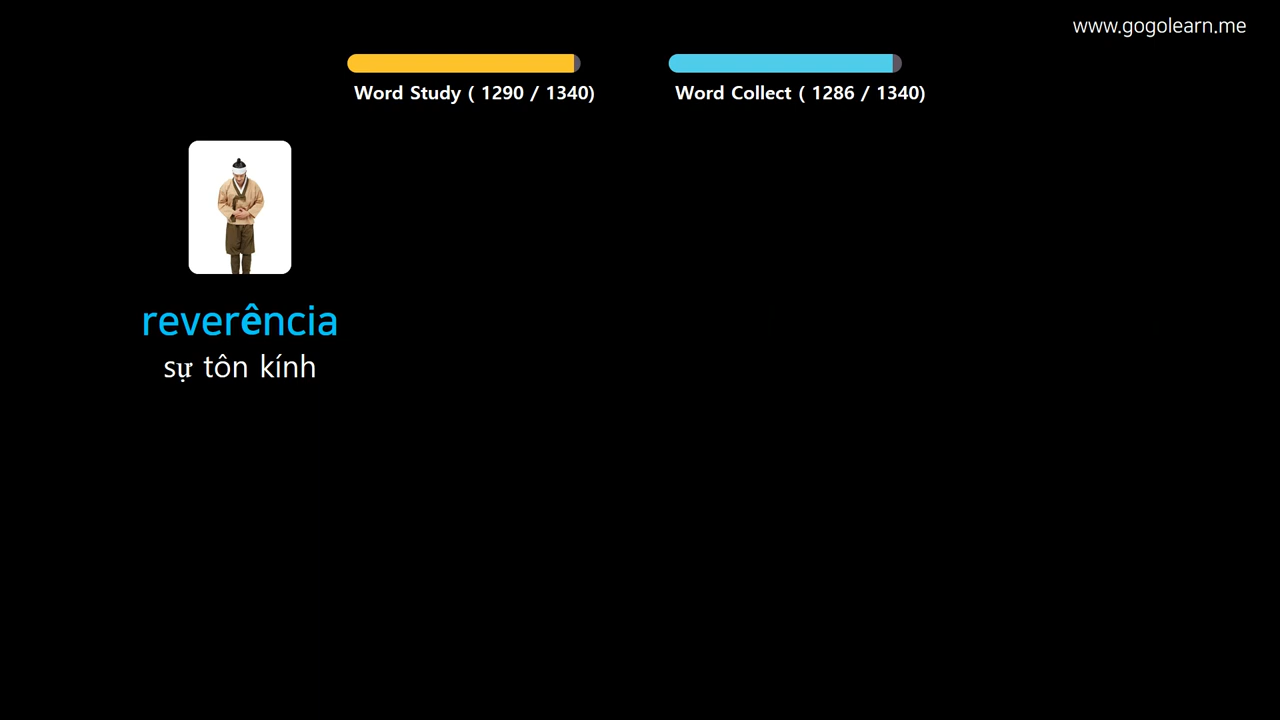 www.gogolearn.me
Word Study ( 1290 / 1340)
Word Collect ( 1286 / 1340)
reverência
sự tôn kính